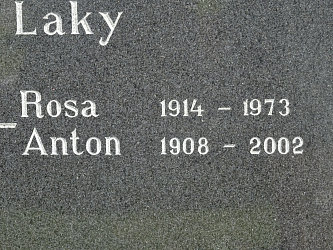 Laky
Rosa 1914 – 1973
Anton 1908 – 2002